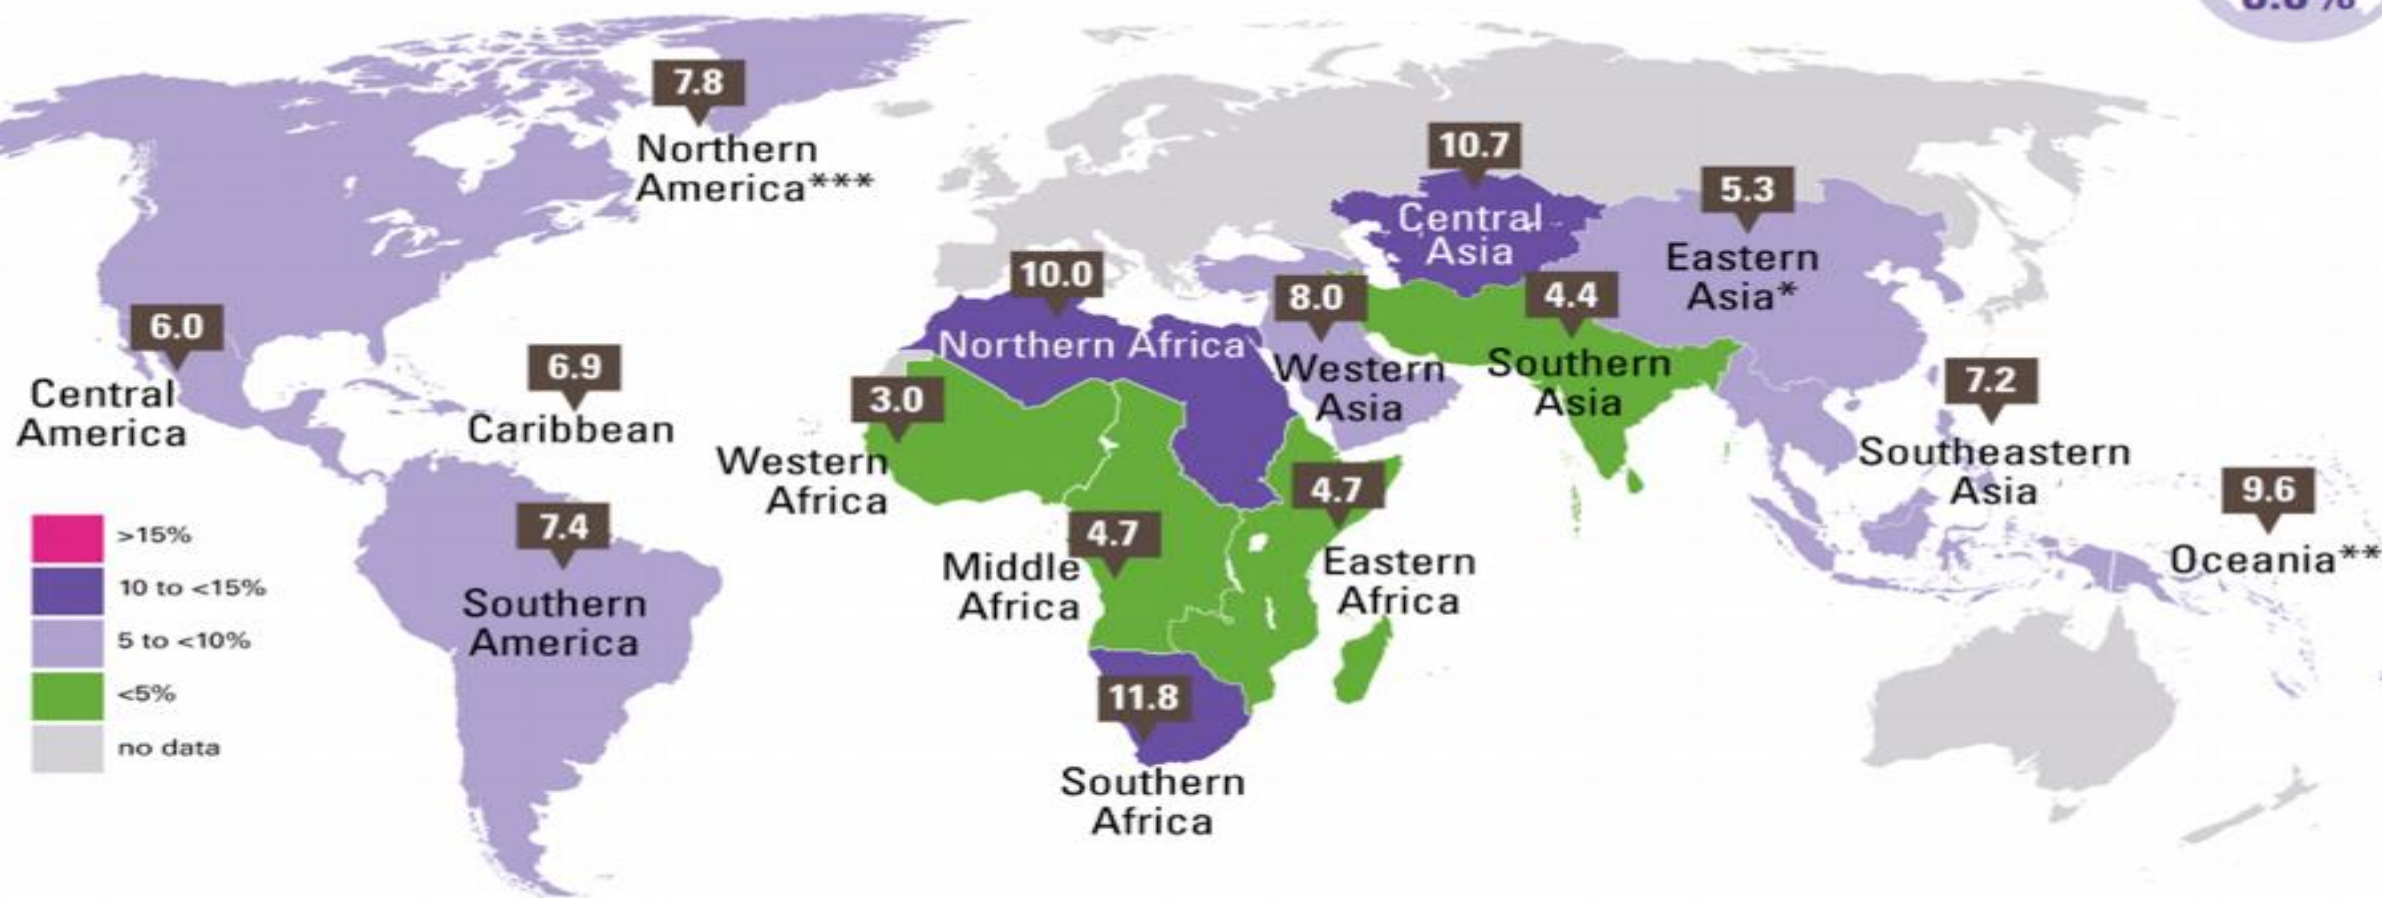 7.8
Northern
America***
10.7
5.3
Central
Asia
Eastern
Asia*
10.0
8.0
4.4
6.0
Northern Africa
6.9
Western
Asia
Southern
Asia
7.2
Central
America
Caribbean
3.0
Western
Africa
Southeastern
Asia
4.7
9.6
Oceania**
7.4
4.7
Middle
Africa
Eastern
Africa
Southern
America
>15%
10 to <15%
5 to <10%
<5%
no data
11.8
Southern
Africa